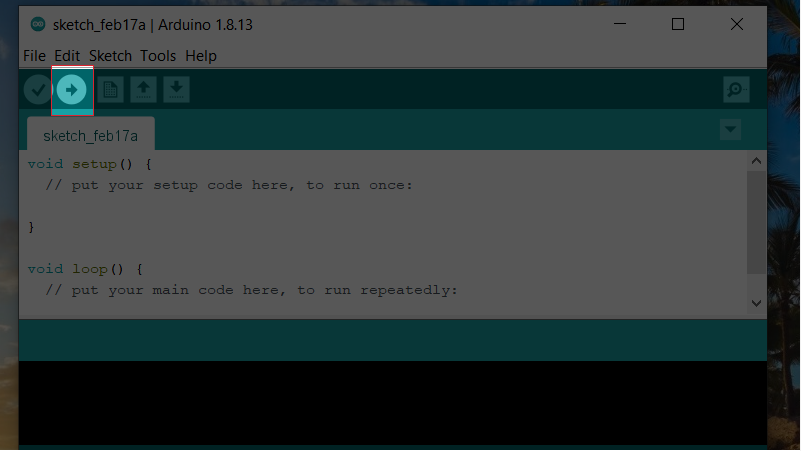 sketch_feb17a | Arduino 1.8.13
File Edit Sketch Tools Help
sketch_feb17a
void setup() {
  // put your setup code here, to run once:
}
void loop() {
  // put your main code here, to run repeatedly: